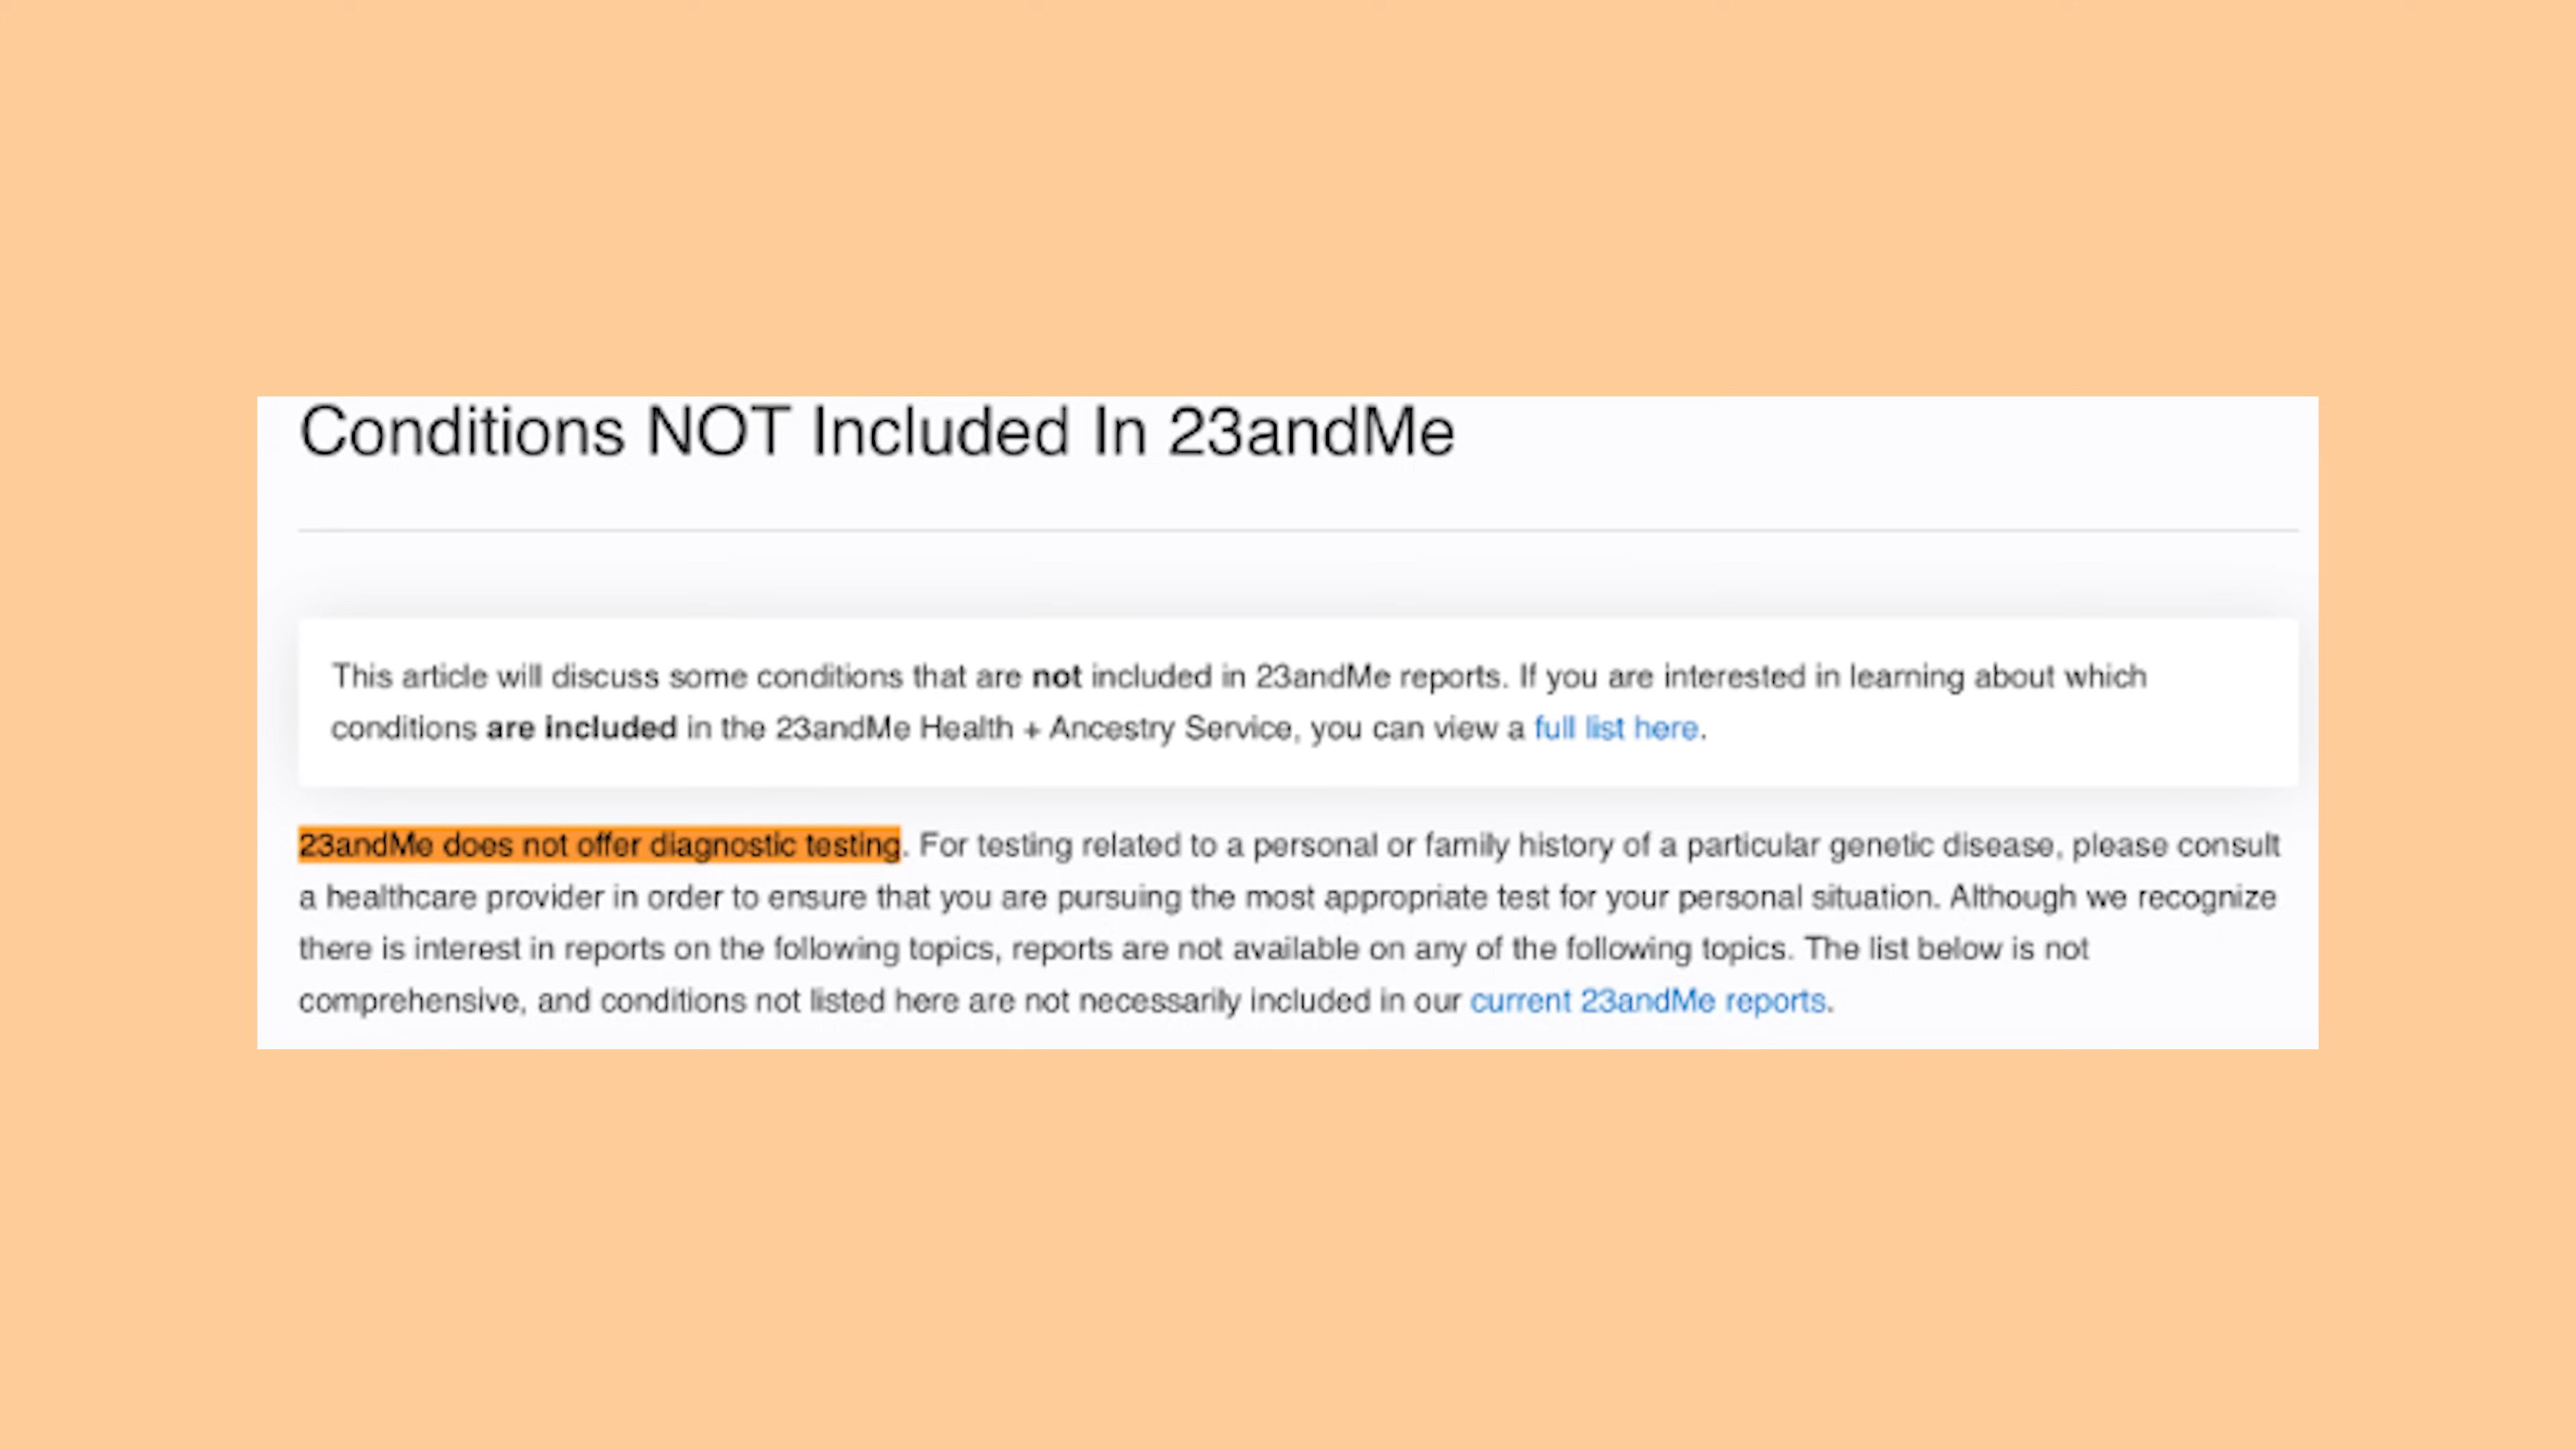 Conditions NOT Included In 23andMe
This article will discuss some conditions that are not included in 23andMe reports. If you are interested in learning about which
conditions are included in the 23andMe Health + Ancestry Service, you can view a full list here.
23andMe does not offer diagnostic testing. For testing related to a personal or family history of a particular genetic disease, please consult
a healthcare provider in order to ensure that you are pursuing the most appropriate test for your personal situation. Although we recognize
there is interest in reports on the following topics, reports are not available on any of the following topics. The list below is not
comprehensive, and conditions not listed here are not necessarily included in our current 23andMe reports.